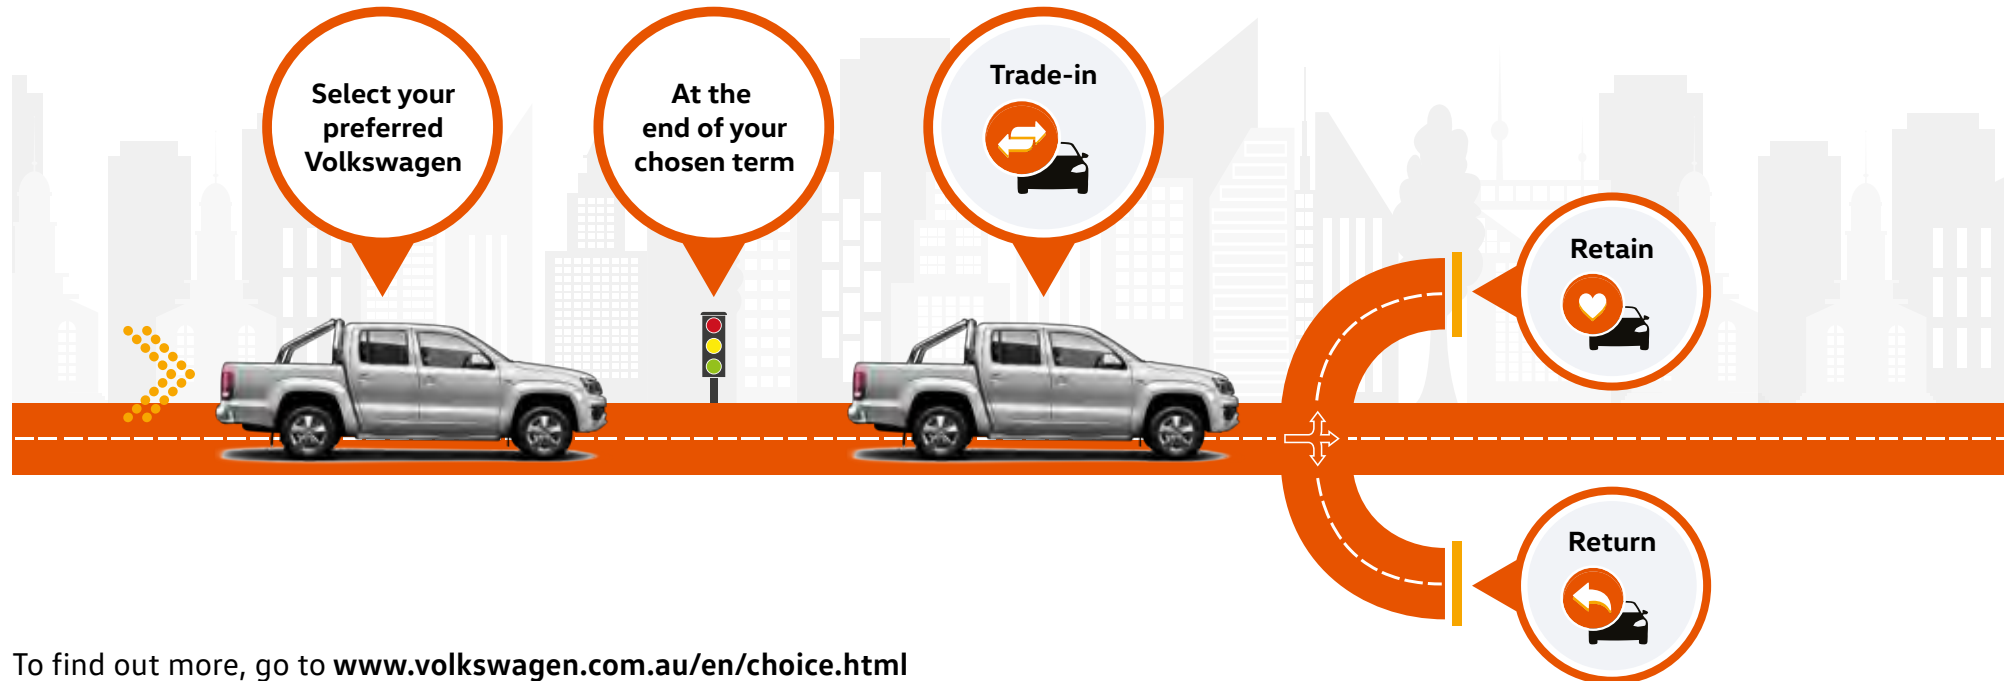 Select your
preferred
Volkswagen
At the
end of your
chosen term
Trade-in
Retain
Return
To find out more, go to www.volkswagen.com.au/en/choice.html